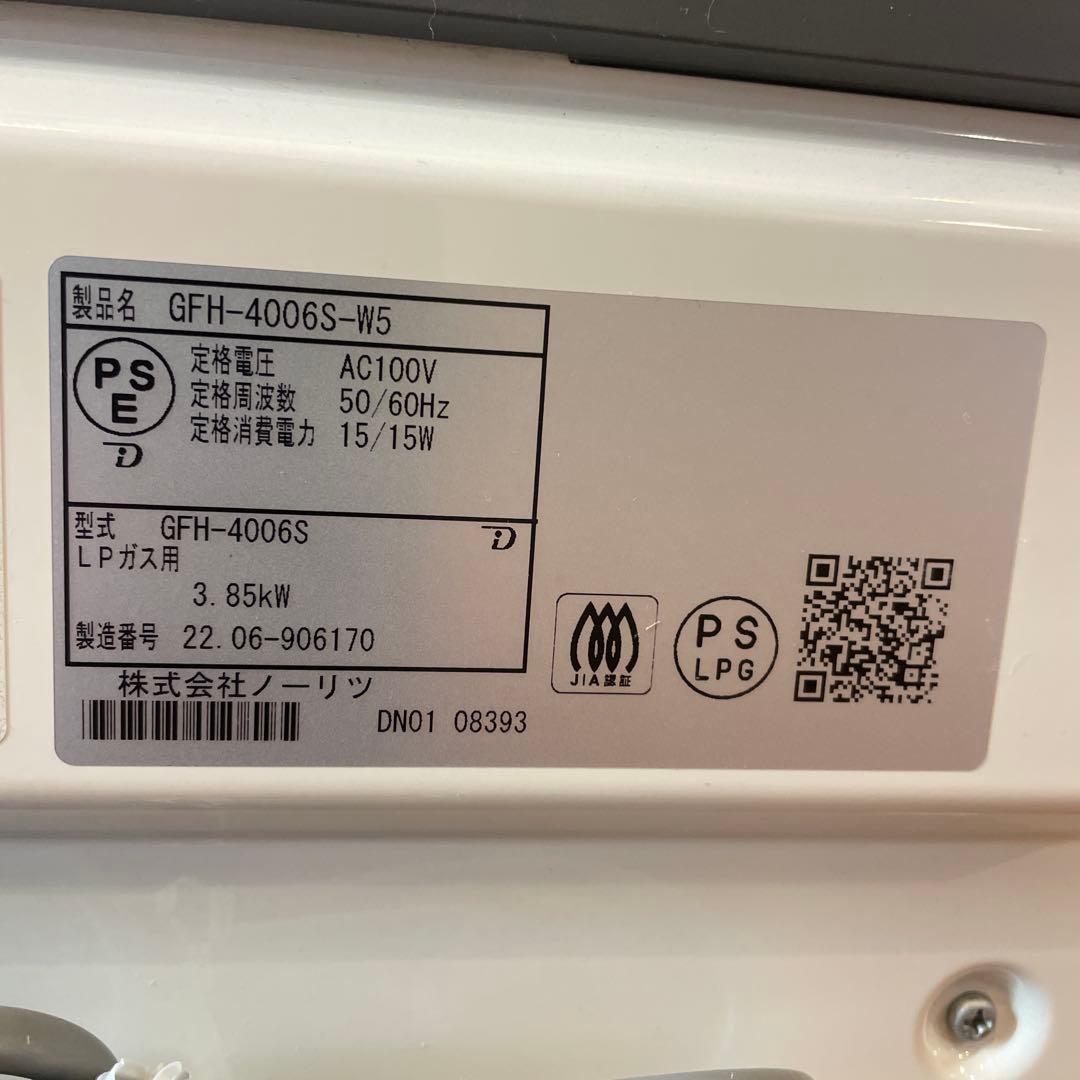 製品名 GFH-4006S-W5
PS
E
定格電圧 AC100V
定格周波数 50/60Hz
定格消費電力 15/15W
型式 GFH-4006S
LPガス用
3.85kW
製造番号 22.06-906170
株式会社ノーリツ
DN01 08393
JIA認証
PS
LPG